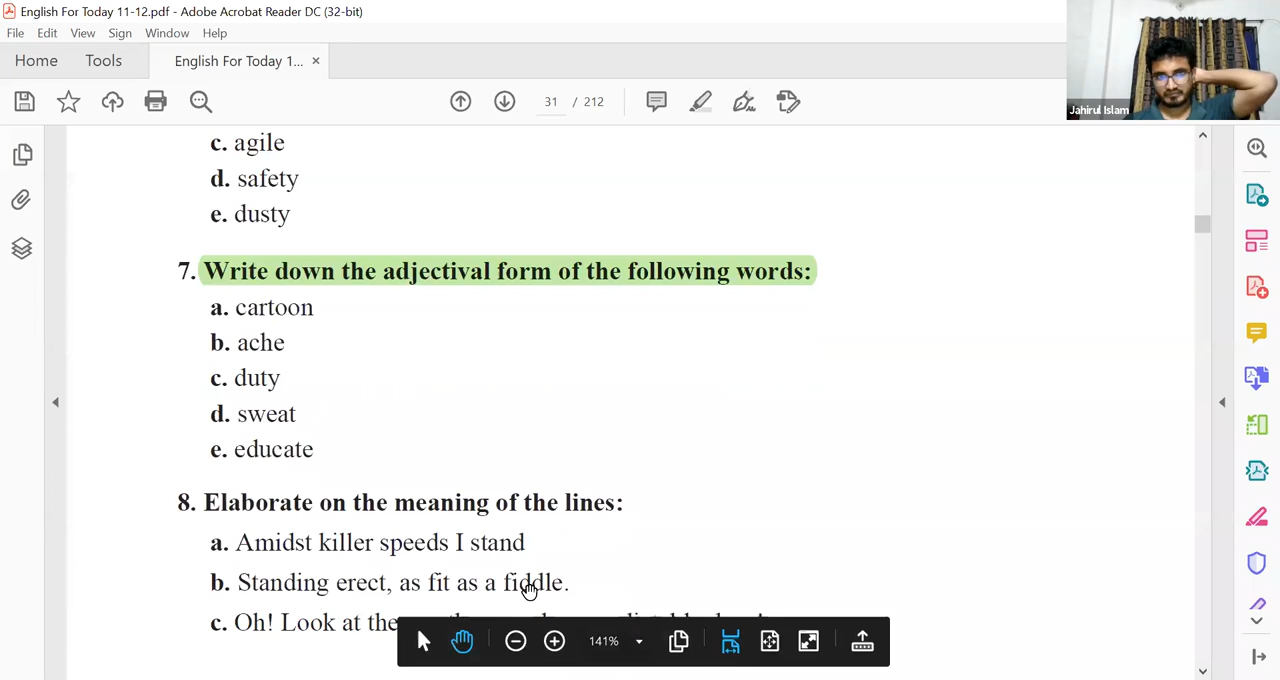 English For Today 11-12.pdf - Adobe Acrobat Reader DC (32-bit)
File Edit View Sign Window Help
Home Tools English For Today 1... ×
31 / 212
Jahirul Islam
c. agile
d. safety
e. dusty
7. Write down the adjectival form of the following words:
a. cartoon
b. ache
c. duty
d. sweat
e. educate
8. Elaborate on the meaning of the lines:
a. Amidst killer speeds I stand
b. Standing erect, as fit as a fiddle.
c. Oh! Look at the
141%